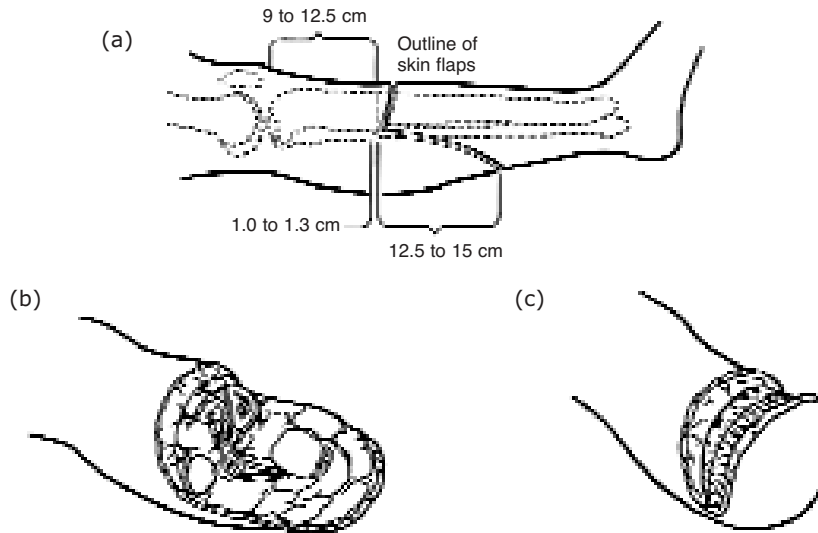 (a)
9 to 12.5 cm
Outline of
skin flaps
1.0 to 1.3 cm
12.5 to 15 cm
(b)
(c)